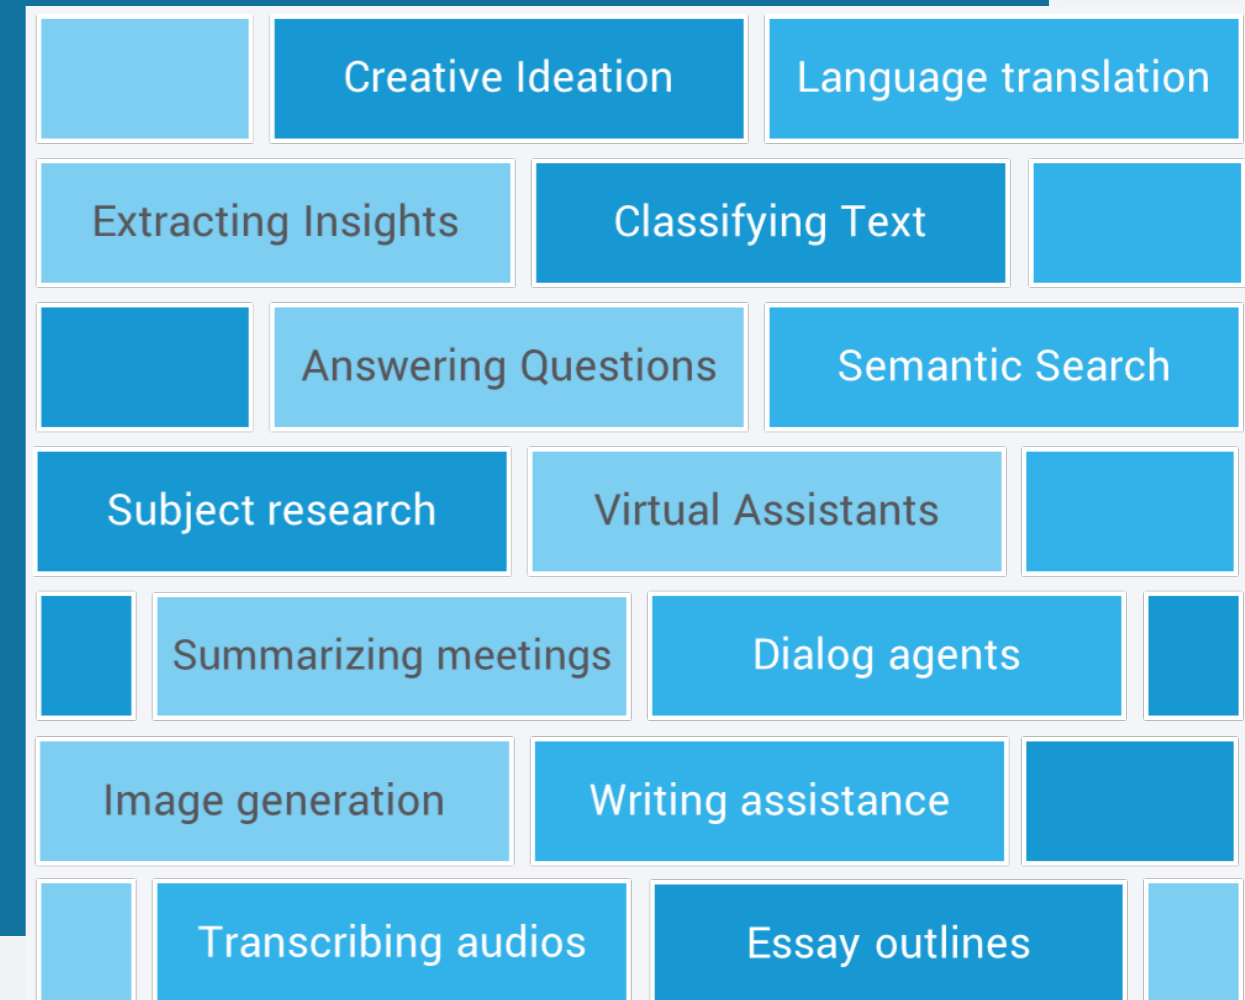 Creative Ideation
Language translation
Extracting Insights
Classifying Text
Answering Questions
Semantic Search
Subject research
Virtual Assistants
Summarizing meetings
Dialog agents
Image generation
Writing assistance
Transcribing audios
Essay outlines